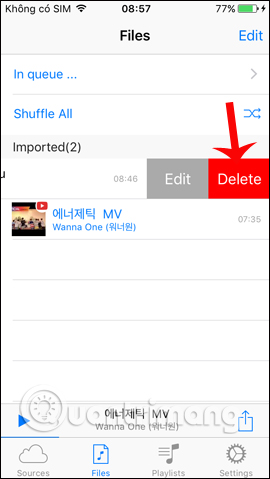 Không có SIM 08:57 77%
Files Edit
In queue ...
Shuffle All
Imported(2)
u 08:46 Edit Delete
에너제틱 MV 07:35
Wanna One (워너원)
에너제틱 MV
Wanna One (워너원)
Quantrimang
Sources Files Playlists Settings